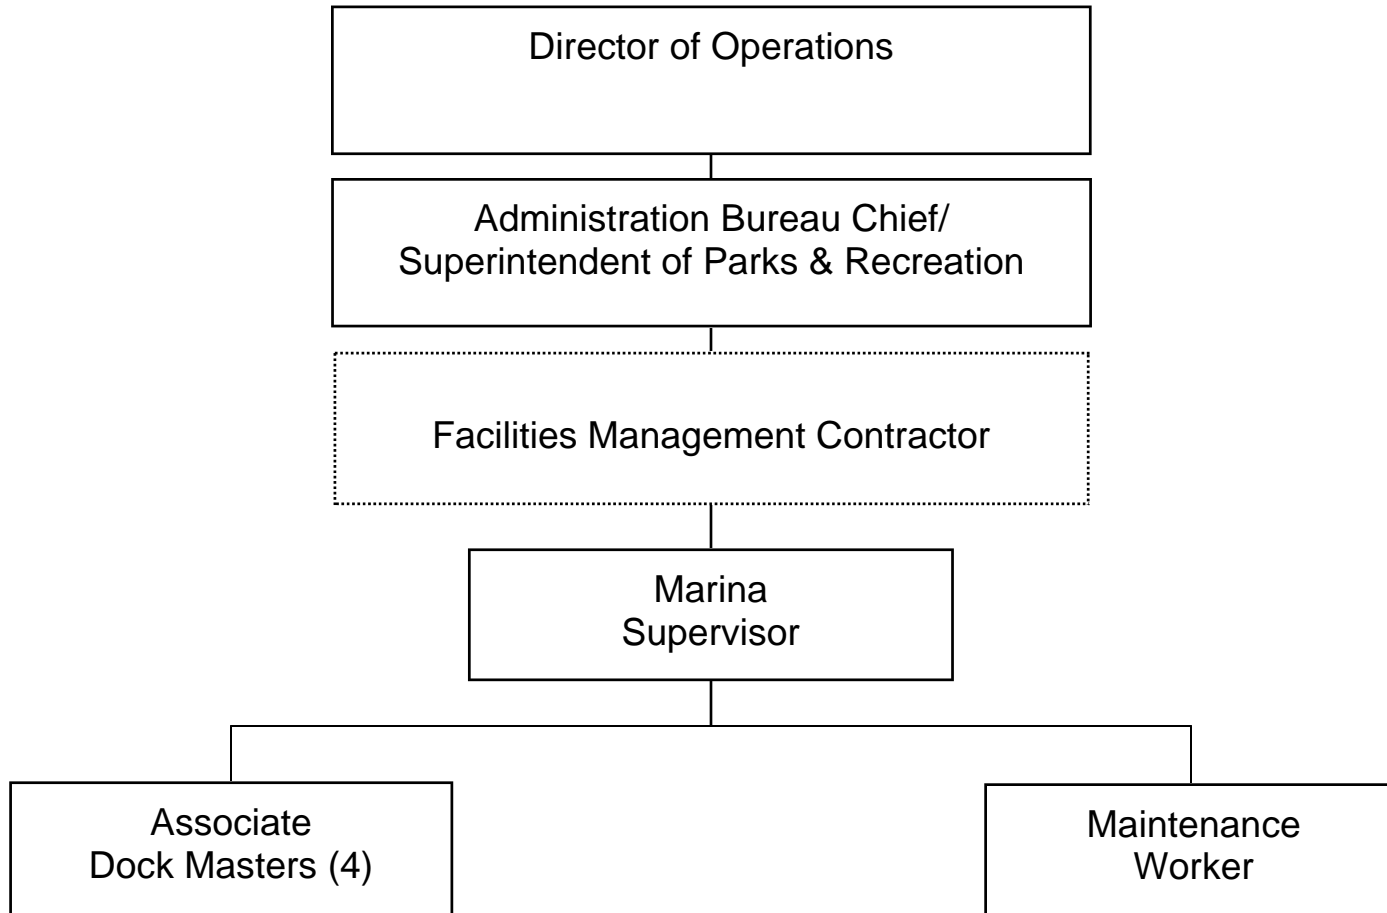 Director of Operations
Administration Bureau Chief/
Superintendent of Parks & Recreation
Facilities Management Contractor
Marina
Supervisor
Associate
Dock Masters (4)
Maintenance
Worker